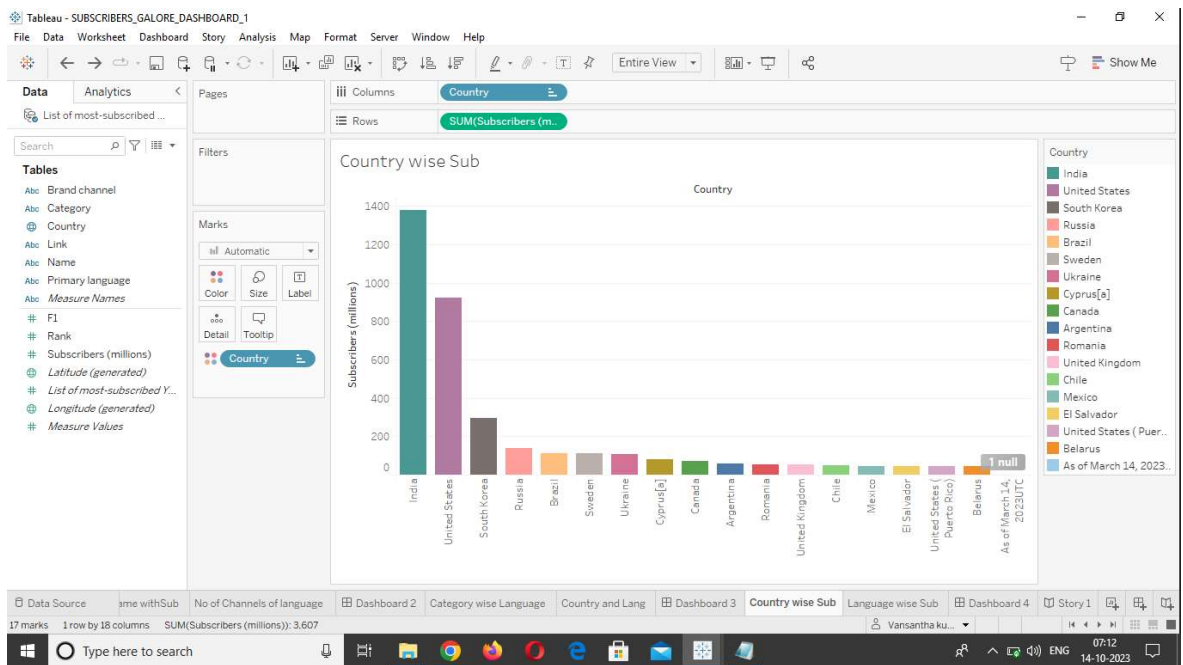 Tableau - SUBSCRIBERS_GALORE_DASHBOARD_1
File Data Worksheet Dashboard Story Analysis Map Format Server Window Help
Entire View
Show Me
Data Analytics
List of most-subscribed ...
Search
Tables
Abc Brand channel
Abc Category
Country
Abc Link
Abc Name
Abc Primary language
Abc Measure Names
# F1
# Rank
# Subscribers (millions)
Latitude (generated)
# List of most-subscribed Y...
Longitude (generated)
# Measure Values
Pages
Filters
Marks
Automatic
Color Size Label
Detail Tooltip
Country
Columns Country
Rows SUM(Subscribers (m..
Country wise Sub
Country
Subscribers (millions)
1400
1200
1000
800
600
400
200
0
1 null
India
United States
South Korea
Russia
Brazil
Sweden
Ukraine
Cyprus[a]
Canada
Argentina
Romania
United Kingdom
Chile
Mexico
El Salvador
United States (
Puerto Rico)
Belarus
As of March 14,
2023UTC
Country
India
United States
South Korea
Russia
Brazil
Sweden
Ukraine
Cyprus[a]
Canada
Argentina
Romania
United Kingdom
Chile
Mexico
El Salvador
United States ( Puer..
Belarus
As of March 14, 2023..
Data Source ame withSub No of Channels of language Dashboard 2 Category wise Language Country and Lang Dashboard 3 Country wise Sub Language wise Sub Dashboard 4 Story 1
17 marks 1 row by 18 columns SUM(Subscribers (millions)): 3,607 Vansantha ku...
Type here to search
ENG
07:12
14-10-2023